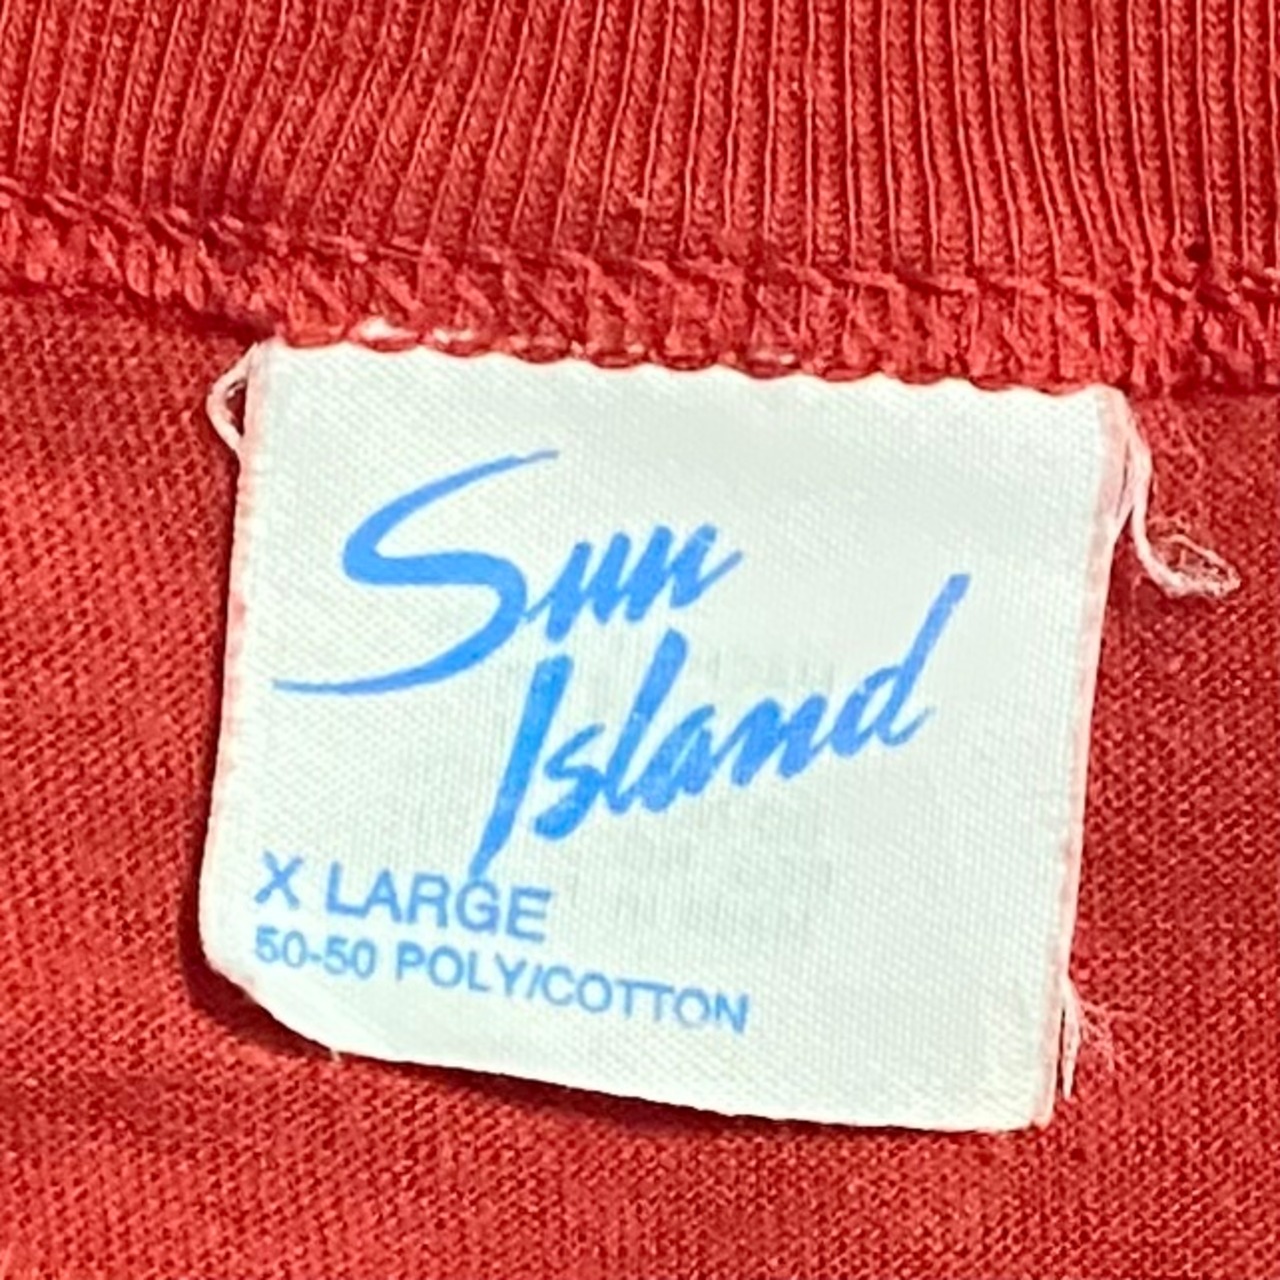 Sun
Island
X LARGE
50-50 POLY/COTTON